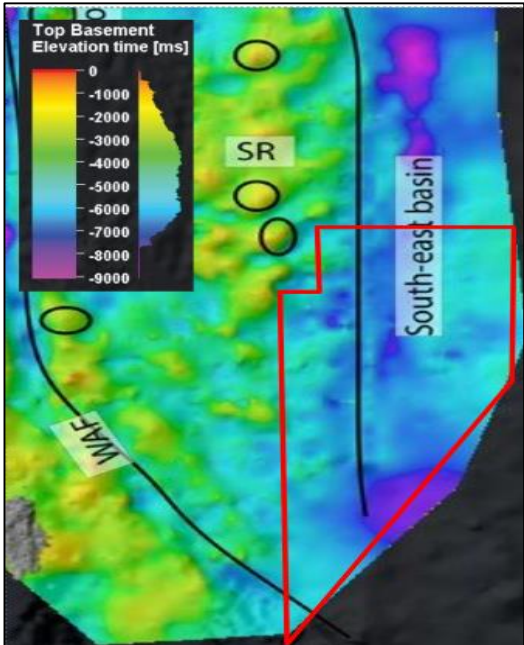 Top Basement
Elevation time [ms]
0
-1000
-2000
-3000
-4000
-5000
-6000
-7000
-8000
-9000
SR
South-east basin
WAF